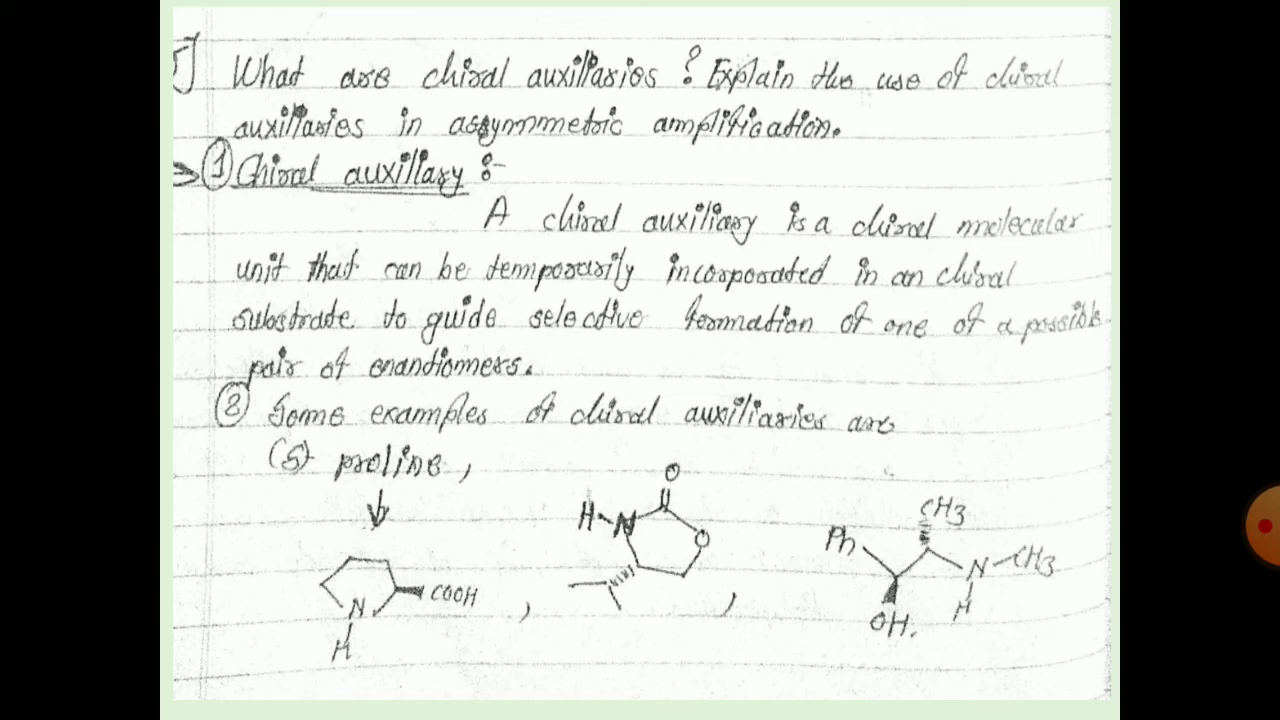 What are chiral auxillaries ? Explain the use of chiral
auxillaries in assymmetric amplification.
⇒ ① Chiral auxillary :-
A chiral auxiliary is a chiral molecular
unit that can be temporarily incorporated in an chiral
substrate to guide selective formation of one of a possible
pair of enantiomers.
② Some examples of chiral auxiliaries are
(S) proline,
O
H-N
O
CH3
Ph
N-CH3
H
OH.
COOH
,
,
N
H